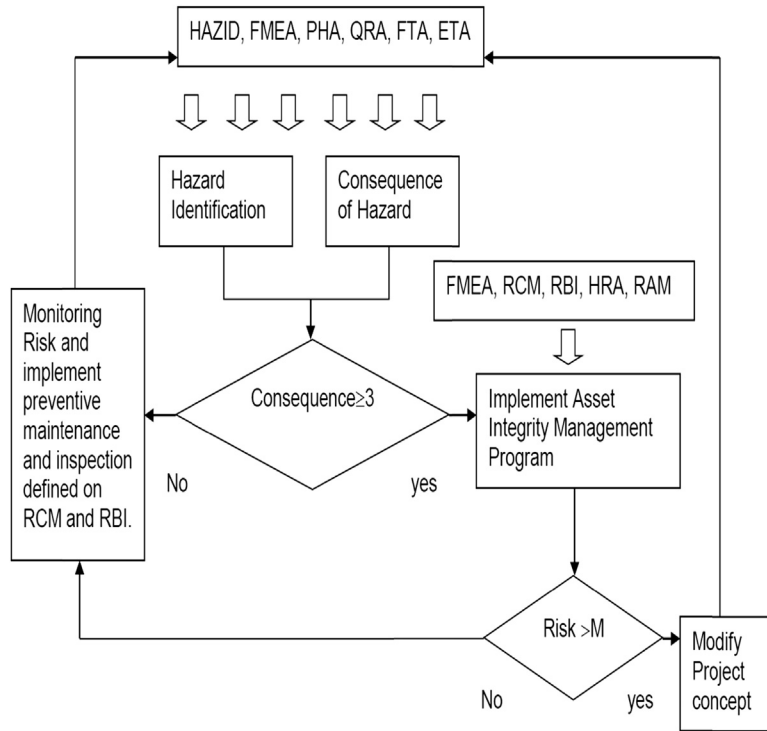 HAZID, FMEA, PHA, QRA, FTA, ETA
Hazard
Identification
Consequence
of Hazard
FMEA, RCM, RBI, HRA, RAM
Monitoring
Risk and
implement
preventive
maintenance
and inspection
defined on
RCM and RBI.
Consequence≥3
Implement Asset
Integrity Management
Program
No
yes
Risk >M
Modify
Project
concept
No
yes